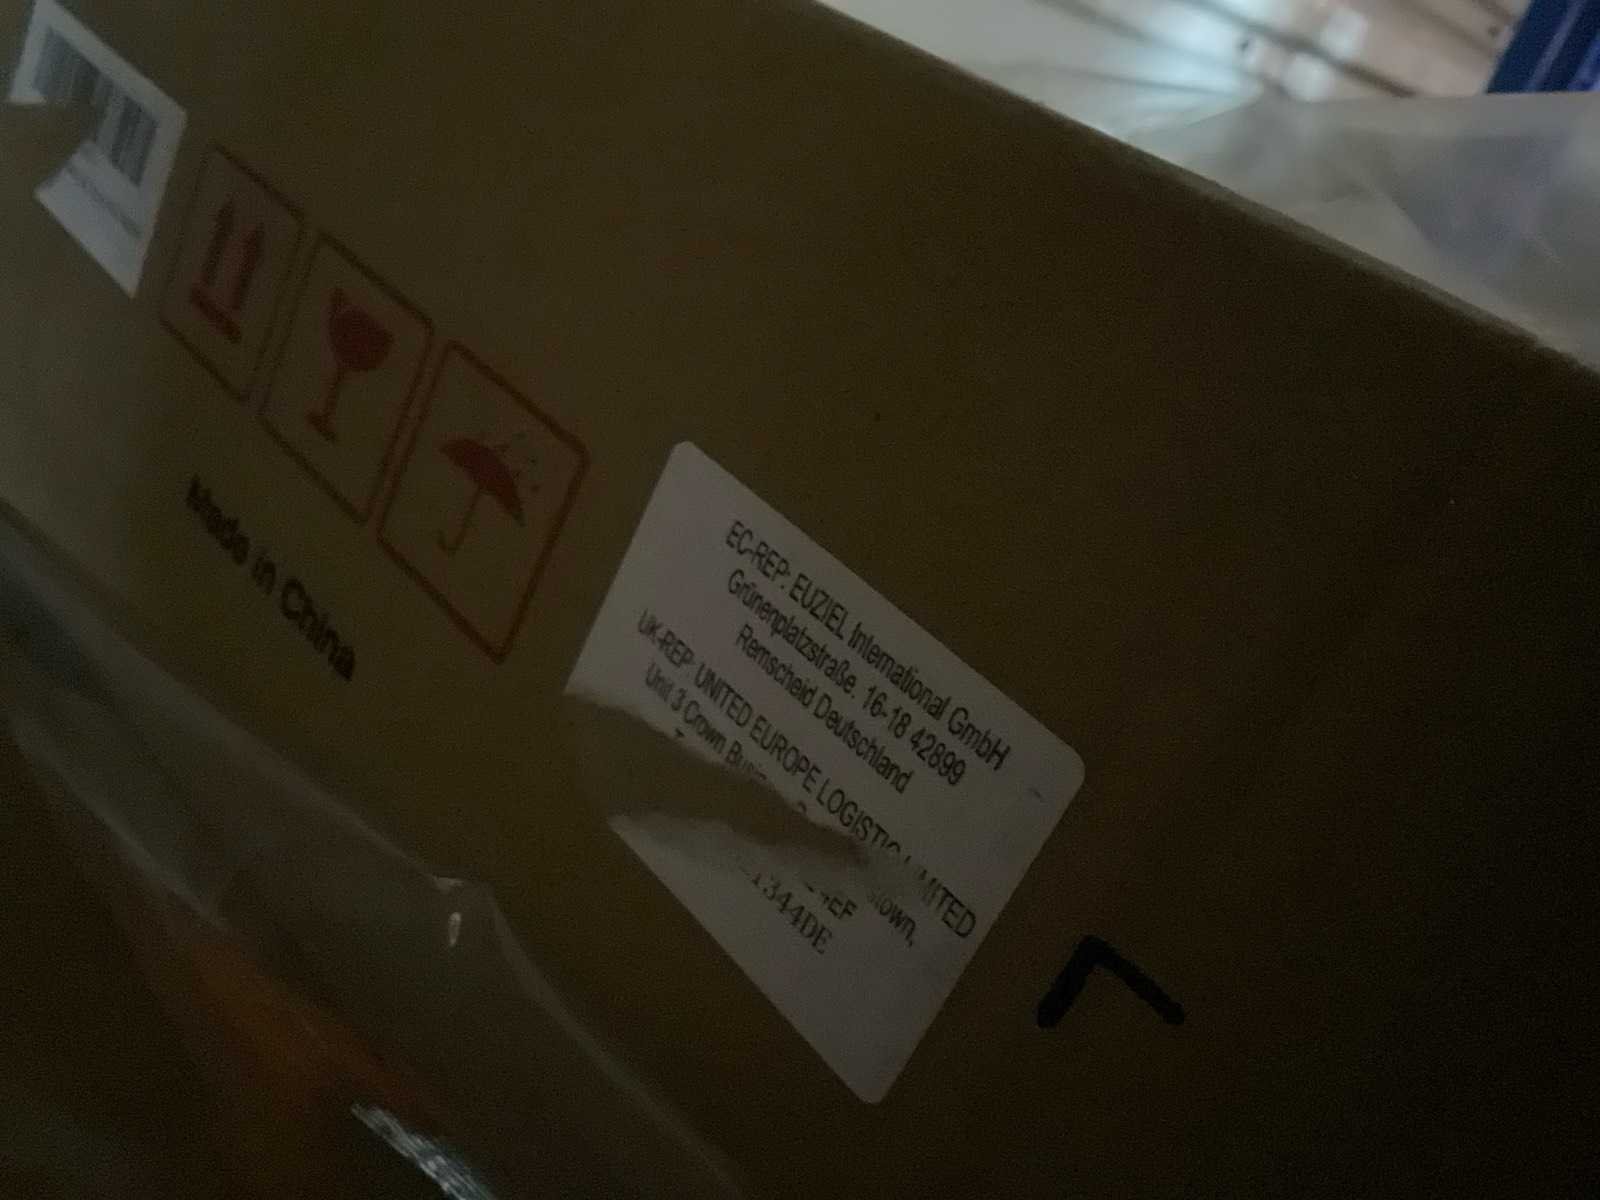 Made in China
EC-REP: EUZIEL International GmbH
Grünenplatzstraße. 16-18 42899
Remscheid Deutschland
UK-REP: UNITED EUROPE LOGISTIC LIMITED
Unit 3 Crown